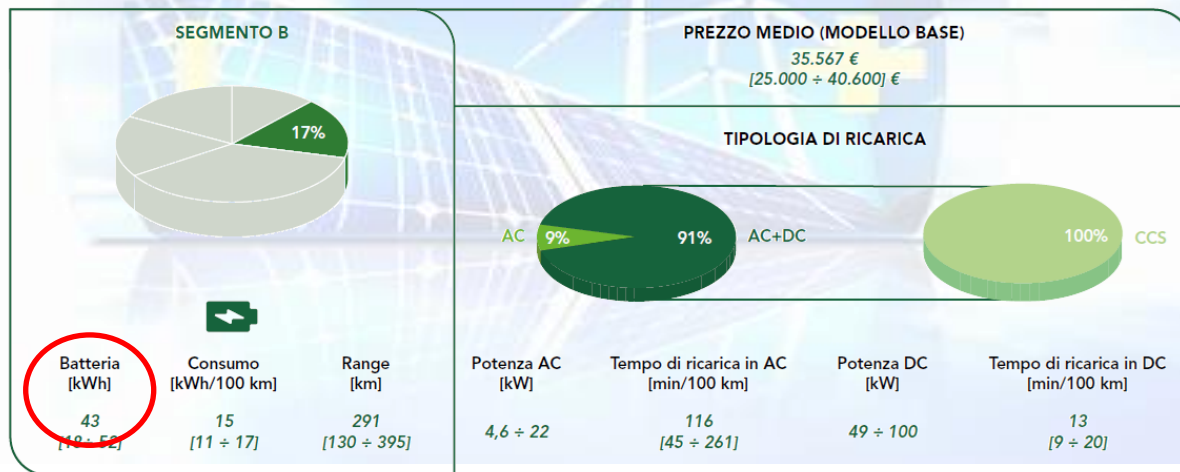 SEGMENTO B
17%
PREZZO MEDIO (MODELLO BASE)
35.567 €
[25.000 ÷ 40.600] €
TIPOLOGIA DI RICARICA
AC 9% 91% AC+DC 100% CCS
Batteria [kWh]
43
[18 ÷ 52]
Consumo
[kWh/100 km]
15
[11 ÷ 17]
Range
[km]
291
[130 ÷ 395]
Potenza AC
[kW]
4,6 ÷ 22
Tempo di ricarica in AC
[min/100 km]
116
[45 ÷ 261]
Potenza DC
[kW]
49 ÷ 100
Tempo di ricarica in DC
[min/100 km]
13
[9 ÷ 20]